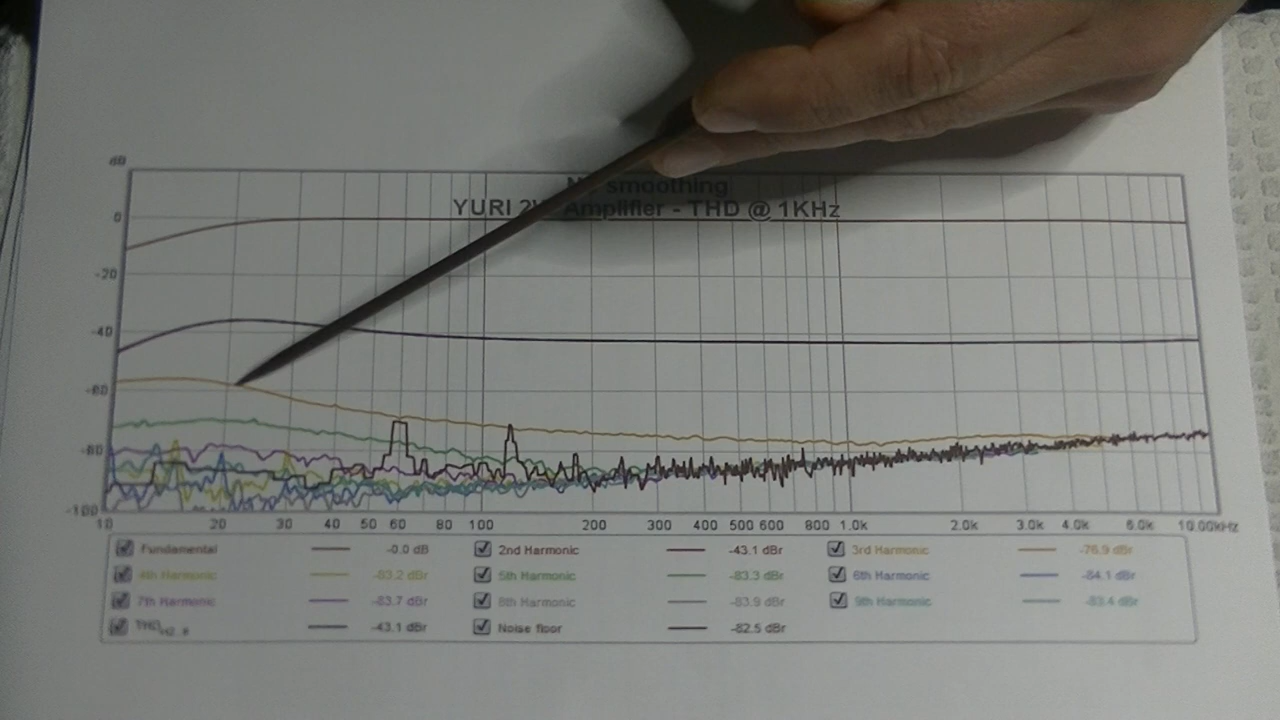 dB
smoothing
YURI Amplifier - THD @ 1KHz
0
-20
-40
-60
-80
-100
10 20 30 40 50 60 80 100 200 300 400 500 600 800 1.0k 2.0k 3.0k 4.0k 6.0k 10.00kHz
Fundamental -0.0 dB 2nd Harmonic -43.1 dBr 3rd Harmonic -76.9 dBr
4th Harmonic -83.2 dBr 5th Harmonic -83.3 dBr 6th Harmonic -84.1 dBr
7th Harmonic -83.7 dBr 8th Harmonic -83.9 dBr 9th Harmonic -83.4 dBr
THD -43.1 dBr Noise floor -82.5 dBr